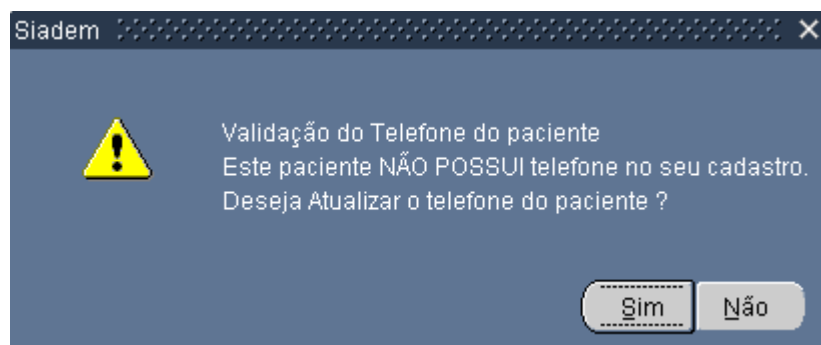 Siadem
Validação do Telefone do paciente
Este paciente NÃO POSSUI telefone no seu cadastro.
Deseja Atualizar o telefone do paciente ?
Sim
Não